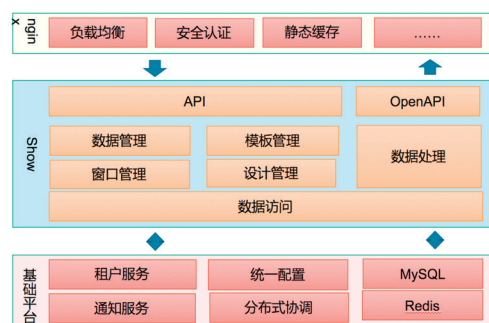 nginx
负载均衡
安全认证
静态缓存
……
Show
API
OpenAPI
数据管理
模板管理
数据处理
窗口管理
设计管理
数据访问
基础平台
租户服务
统一配置
MySQL
通知服务
分布式协调
Redis